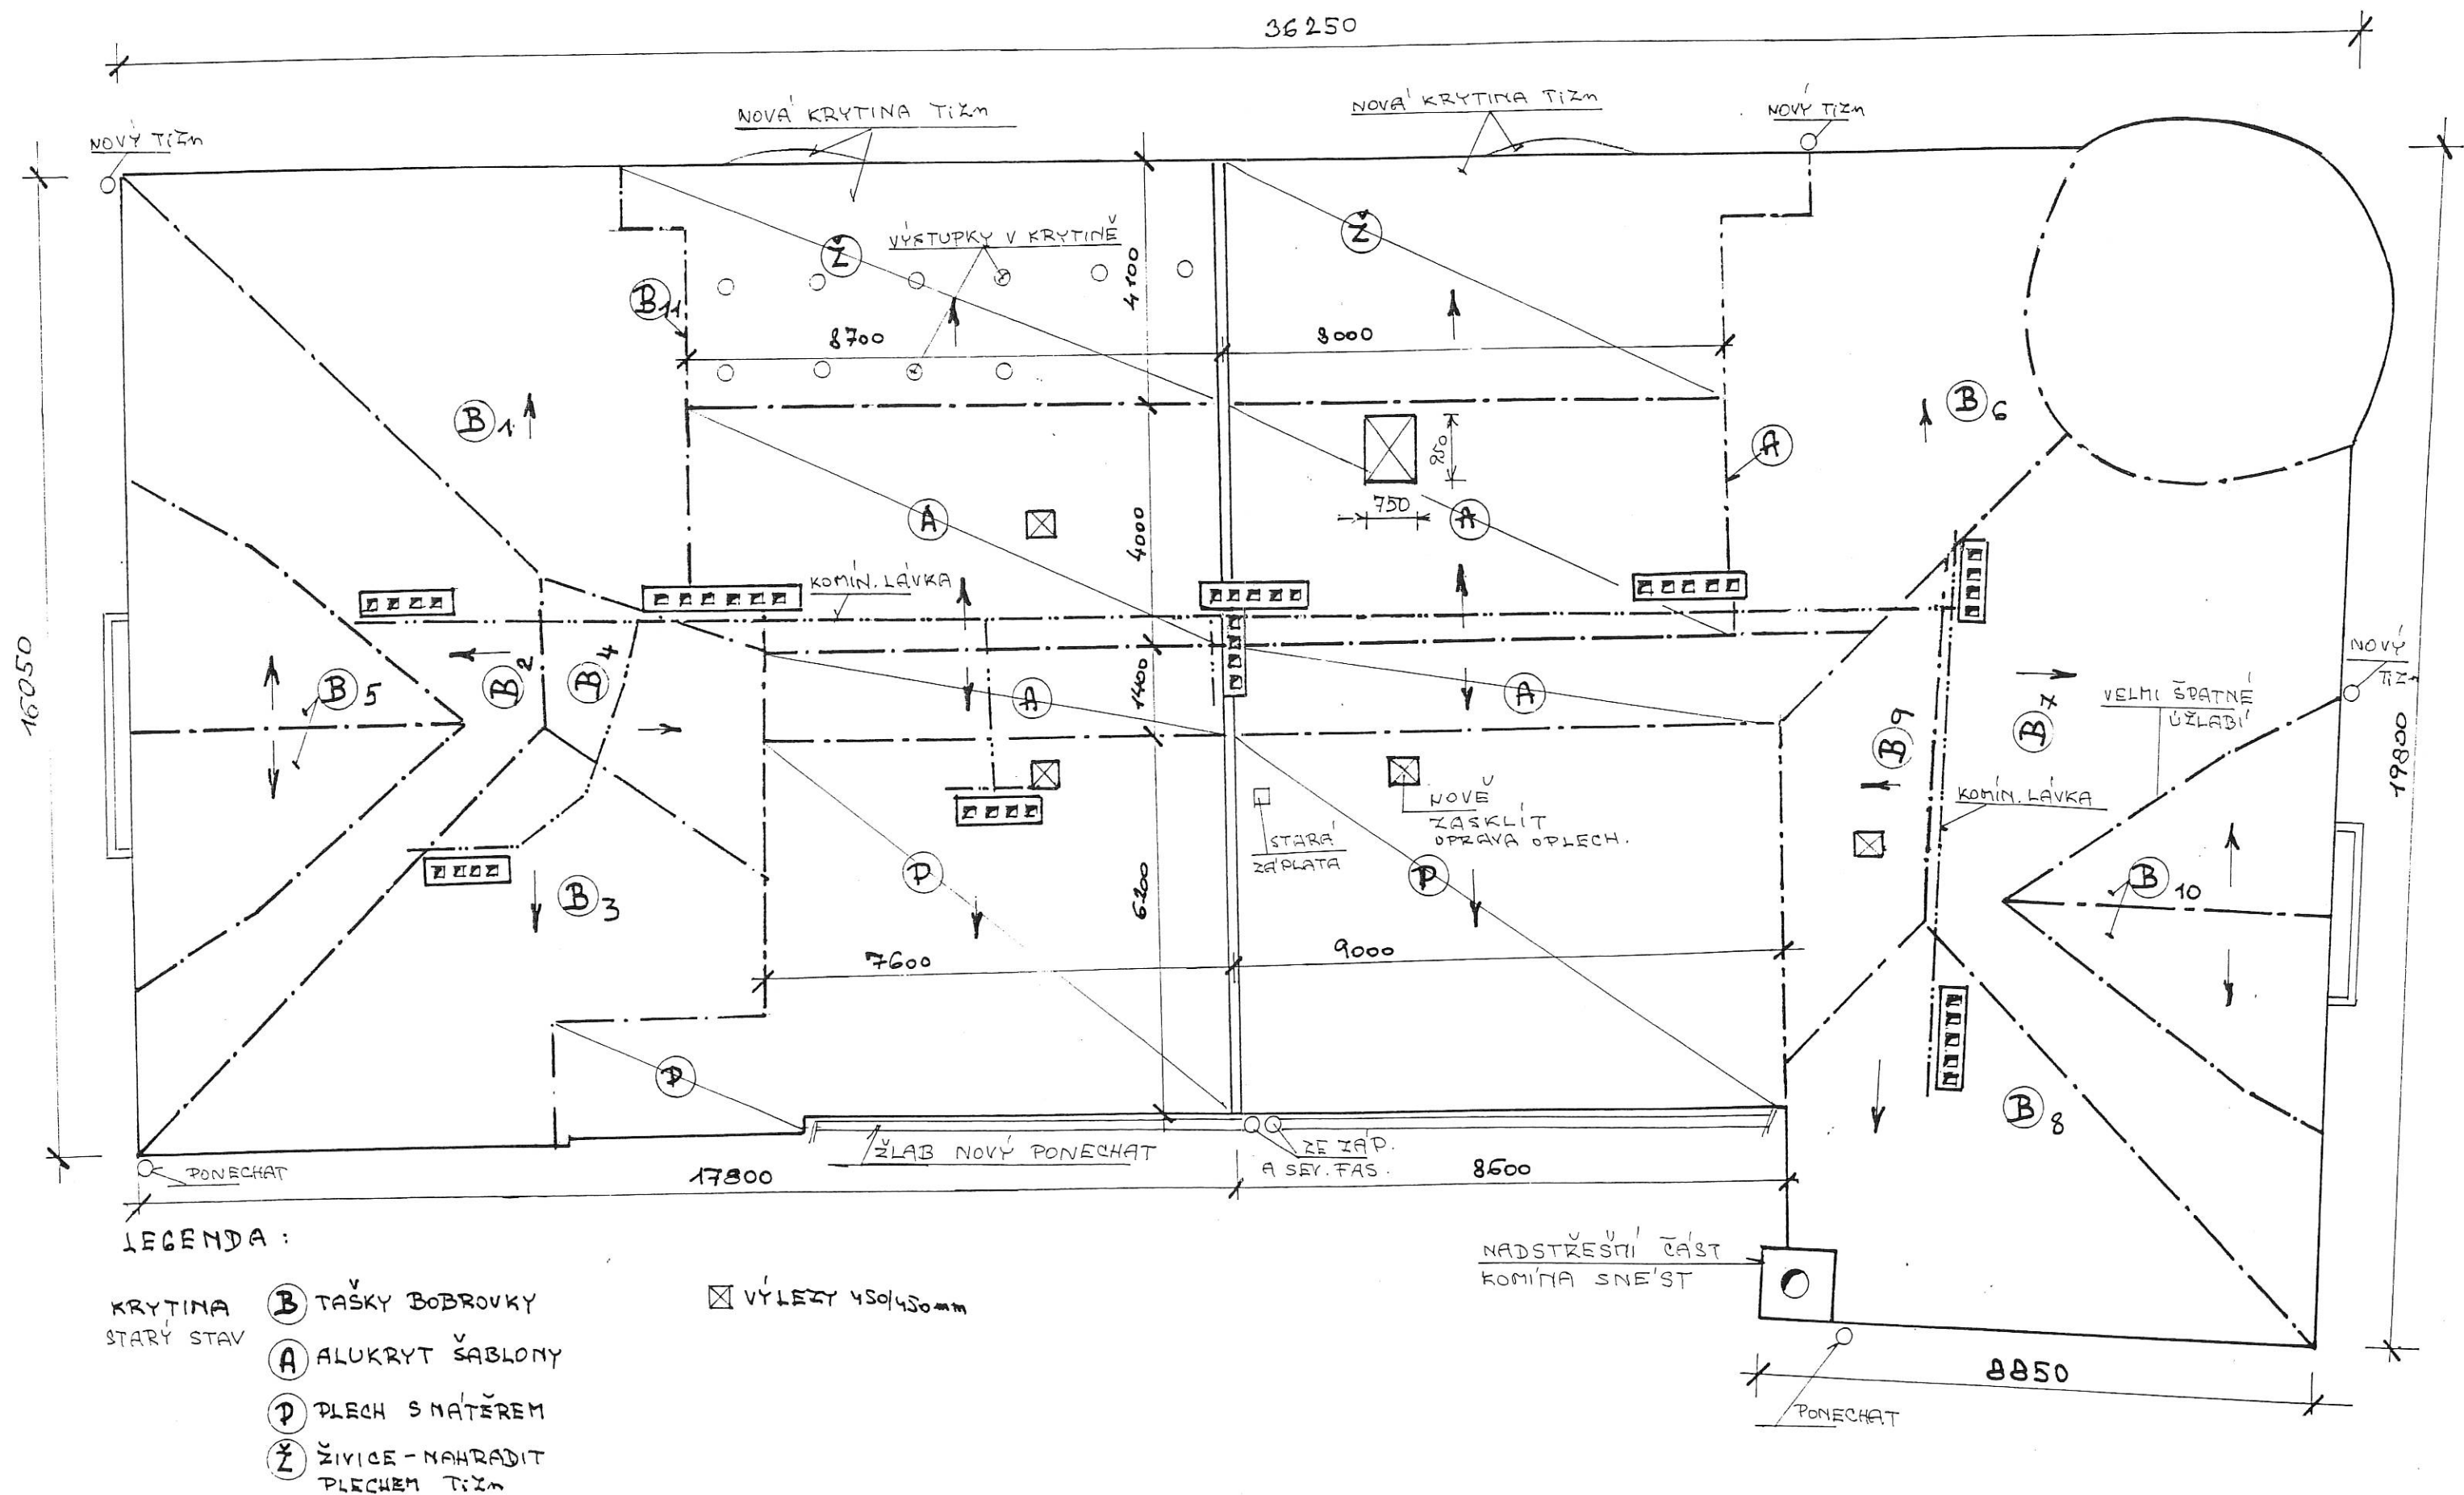 36250
NOVÝ TiZn
NOVÁ KRYTINA TiZn
NOVÁ KRYTINA TiZn
NOVÝ TiZn
Ž
VÝSTUPKY V KRYTINĚ
Ž
4100
B11
8700
8000
B1
B6
A
250
750
A
A
4000
KOMÍN. LÁVKA
16050
B5
B2
B4
A
A
1400
B9
B7
VELMI ŠPATNÉ
ÚŽLABÍ
NOVÝ
TiZn
19800
KOMÍN. LÁVKA
NOVĚ
ZASKLÍT
OPRAVA OPLECH.
STARÁ
ZÁPLATA
P
P
B3
6200
B10
7600
9000
P
B8
ŽLAB NOVÝ PONECHAT
ZE ZÁP.
A SEV. FAS.
PONECHAT
17800
8600
NADSTŘEŠNÍ ČÁST
KOMÍNA SNÉST
8850
PONECHAT
LEGENDA :
KRYTINA
STARÝ STAV
B TAŠKY BOBROVKY
A ALUKRYT ŠABLONY
P PLECH S NÁTĚREM
Ž ŽIVICE - NAHRADIT
PLECHEM TiZn
VÝLEZY 450/450mm